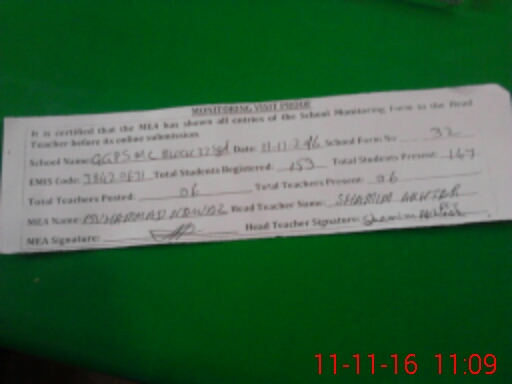 MONITORING VISIT PROOF
It is certified that the MEA has shown all entries of the School Monitoring Form to the Head
Teacher before its online submission.
School Name: GGPS MC Date: School Form No 32
EMIS Code: Total Students Registered: 153 Total Students Present: 147
Total Teachers Posted: 06 Total Teachers Present: 06
MEA Name: MUHAMMAD NAWAZ Head Teacher Name: SHAMIM AKHTAR
MEA Signature: Head Teacher Signature:
11-11-16 11:09